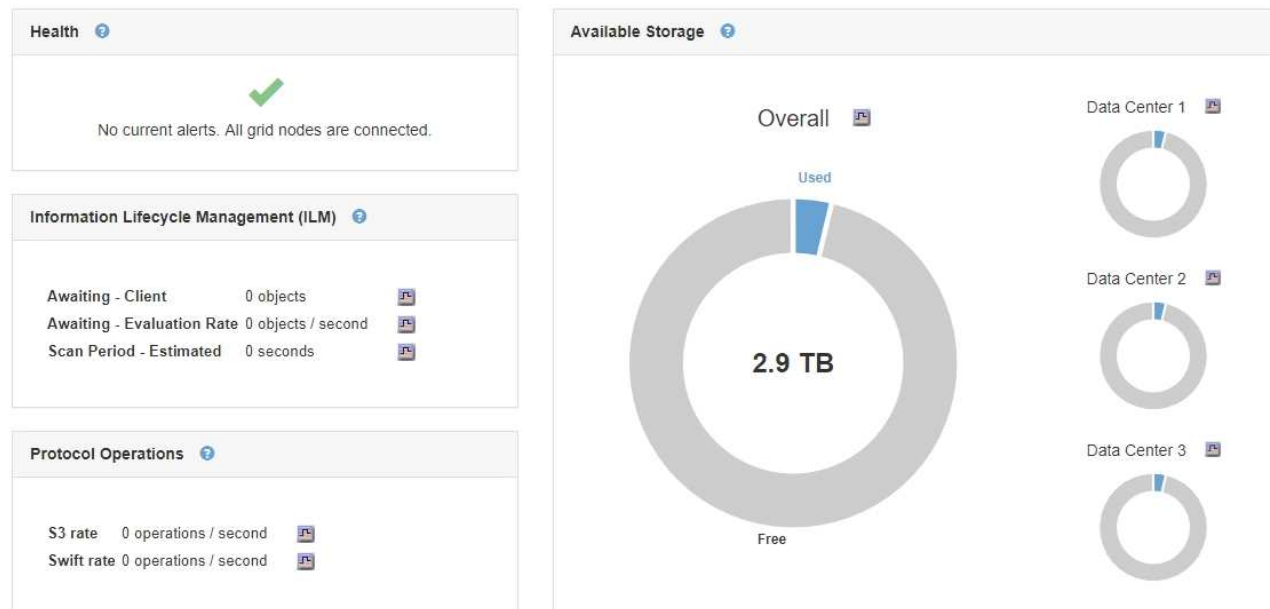 Health
No current alerts. All grid nodes are connected.
Information Lifecycle Management (ILM)
Awaiting - Client 0 objects
Awaiting - Evaluation Rate 0 objects / second
Scan Period - Estimated 0 seconds
Protocol Operations
S3 rate 0 operations / second
Swift rate 0 operations / second
Available Storage
Overall
Used
2.9 TB
Free
Data Center 1
Data Center 2
Data Center 3